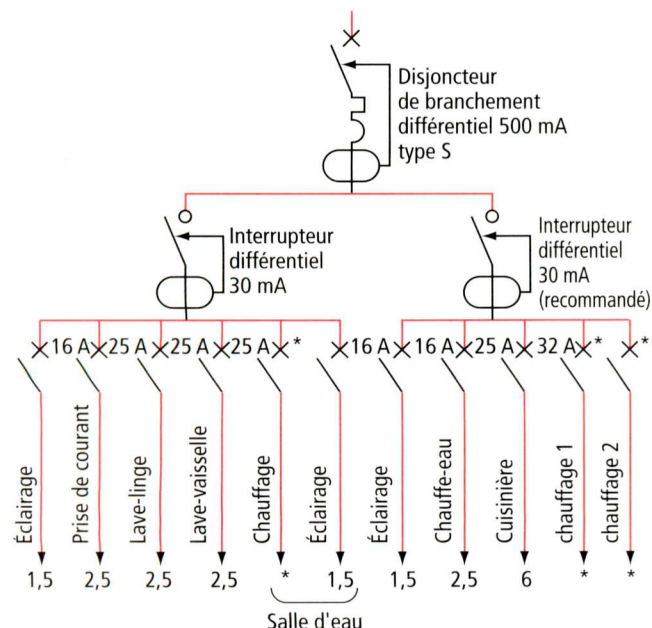 Disjoncteur
de branchement
différentiel 500 mA
type S
Interrupteur
différentiel
30 mA
Interrupteur
différentiel
30 mA
(recommandé)
16 A 25 A 25 A 25 A * 16 A 16 A 25 A 32 A * *
Éclairage
Prise de courant
Lave-linge
Lave-vaisselle
Chauffage
Éclairage
Éclairage
Chauffe-eau
Cuisinière
chauffage 1
chauffage 2
1,5 2,5 2,5 2,5 * 1,5 1,5 2,5 6 * *
Salle d'eau